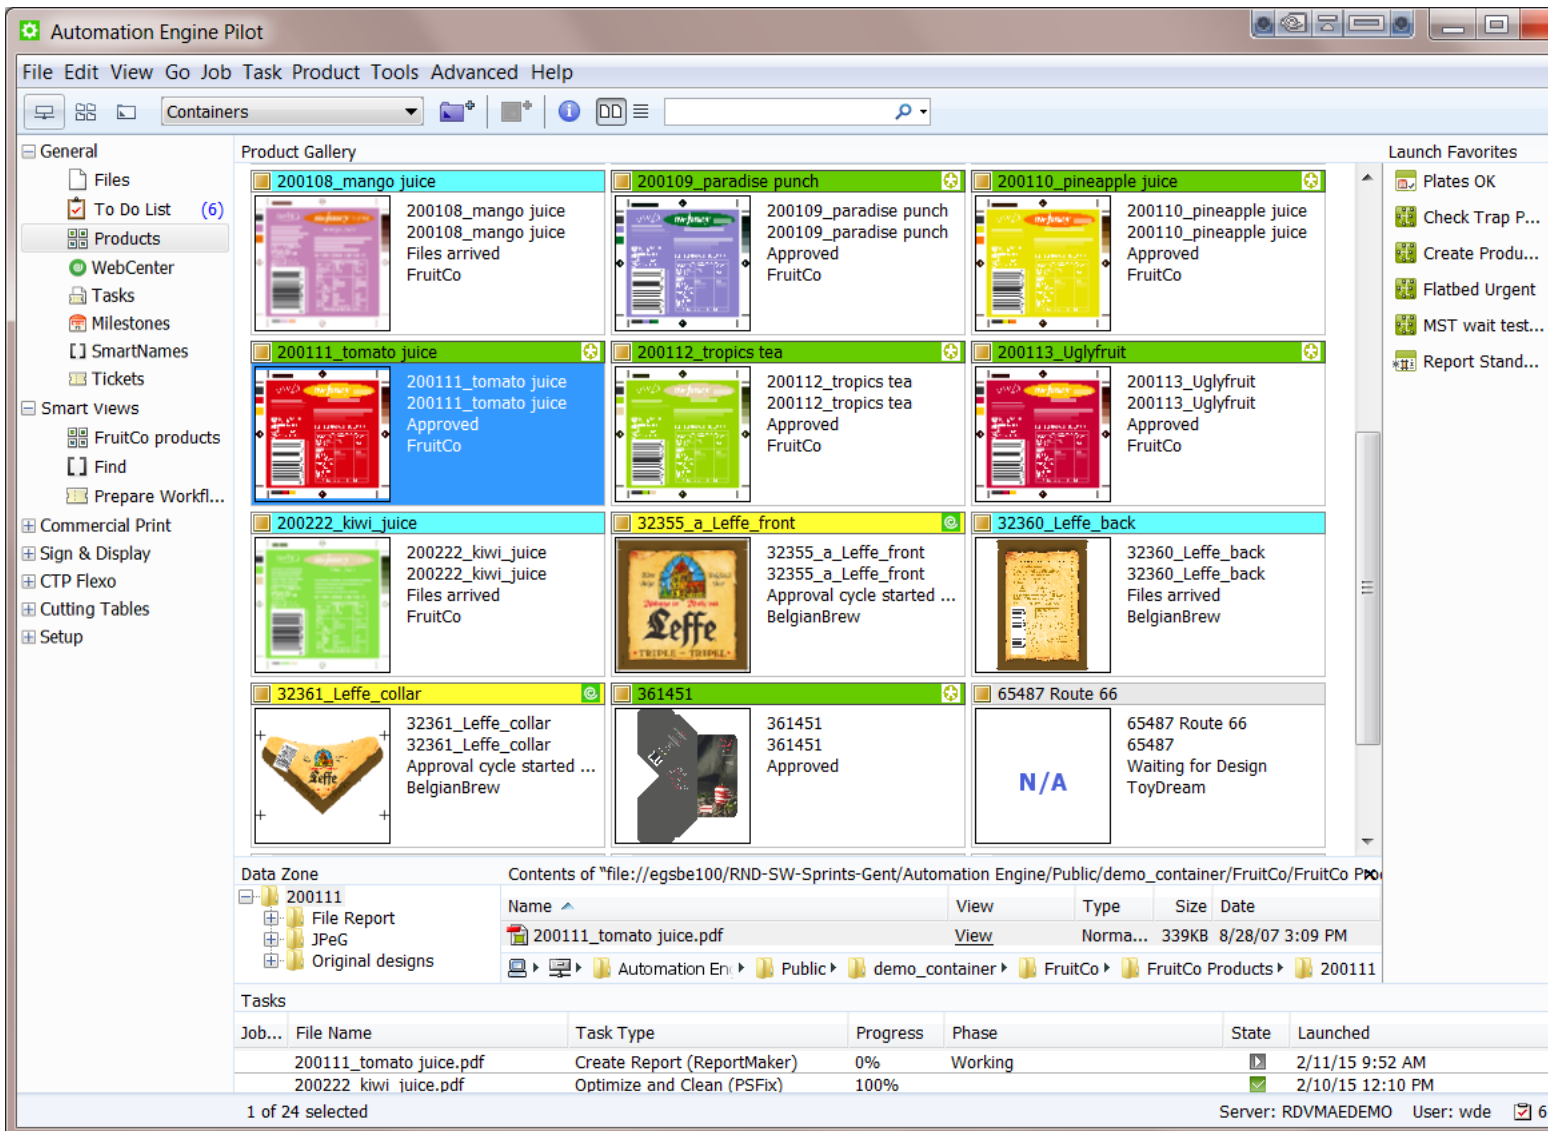 Automation Engine Pilot
File Edit View Go Job Task Product Tools Advanced Help
Containers
General
Files
To Do List (6)
Products
WebCenter
Tasks
Milestones
SmartNames
Tickets
Smart Views
FruitCo products
Find
Prepare Workfl...
Commercial Print
Sign & Display
CTP Flexo
Cutting Tables
Setup
Product Gallery
200108_mango juice
200108_mango juice
200108_mango juice
Files arrived
FruitCo
200109_paradise punch
200109_paradise punch
200109_paradise punch
Approved
FruitCo
200110_pineapple juice
200110_pineapple juice
200110_pineapple juice
Approved
FruitCo
200111_tomato juice
200111_tomato juice
200111_tomato juice
Approved
FruitCo
200112_tropics tea
200112_tropics tea
200112_tropics tea
Approved
FruitCo
200113_Uglyfruit
200113_Uglyfruit
200113_Uglyfruit
Approved
FruitCo
200222_kiwi_juice
200222_kiwi_juice
200222_kiwi_juice
Files arrived
FruitCo
32355_a_Leffe_front
Leffe
TRIPLE - TRIPEL
32355_a_Leffe_front
32355_a_Leffe_front
Approval cycle started ...
BelgianBrew
32360_Leffe_back
32360_Leffe_back
32360_Leffe_back
Files arrived
BelgianBrew
32361_Leffe_collar
Leffe
32361_Leffe_collar
32361_Leffe_collar
Approval cycle started ...
BelgianBrew
361451
361451
361451
Approved
65487 Route 66
N/A
65487 Route 66
65487
Waiting for Design
ToyDream
Launch Favorites
Plates OK
Check Trap P...
Create Produ...
Flatbed Urgent
MST wait test...
Report Stand...
Data Zone
200111
File Report
JPeG
Original designs
Contents of "file://egsbe100/RND-SW-Sprints-Gent/Automation Engine/Public/demo_container/FruitCo/FruitCo
Name View Type Size Date
200111_tomato juice.pdf View Norma... 339KB 8/28/07 3:09 PM
Automation En Public demo_container FruitCo FruitCo Products 200111
Tasks
Job... File Name Task Type Progress Phase State Launched
200111_tomato juice.pdf Create Report (ReportMaker) 0% Working 2/11/15 9:52 AM
200222_kiwi_juice.pdf Optimize and Clean (PSFix) 100% 2/10/15 12:10 PM
1 of 24 selected Server: RDVMAEDEMO User: wde 6